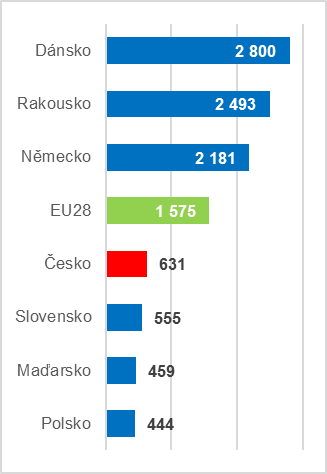 Dánsko 2 800
Rakousko 2 493
Německo 2 181
EU28 1 575
Česko 631
Slovensko 555
Maďarsko 459
Polsko 444